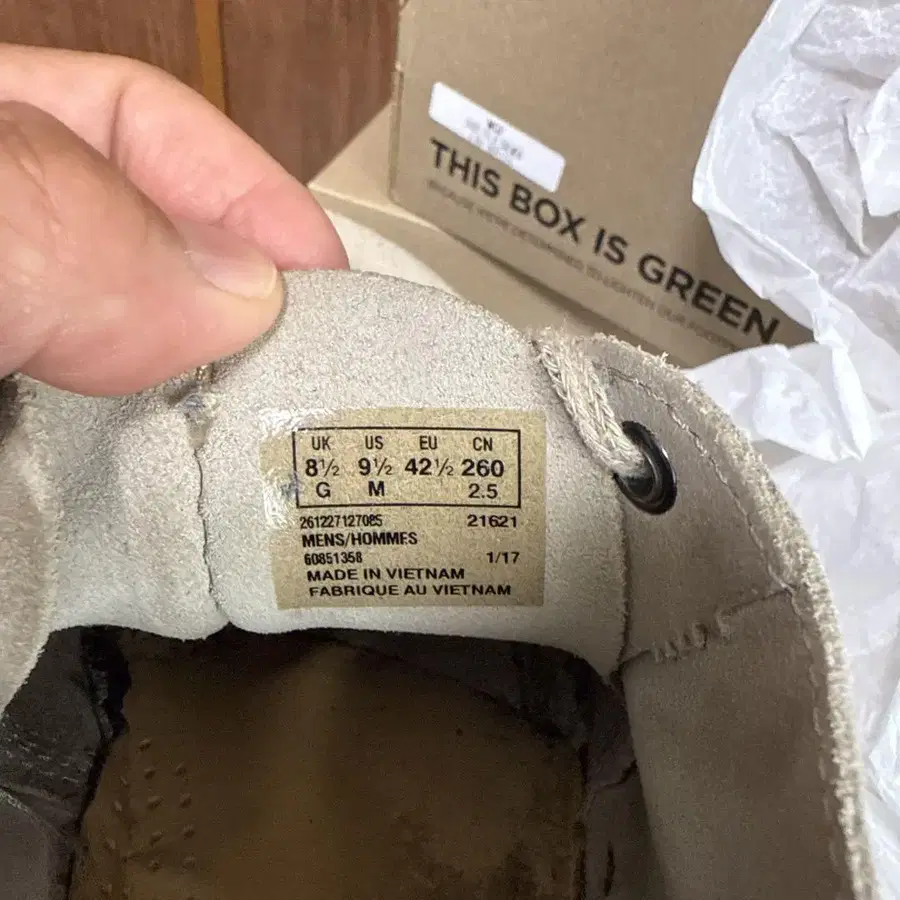 THIS BOX IS GREEN
UK US EU CN
8½ 9½ 42½ 260
G M 2.5
261227127085 21621
MENS/HOMMES
60851358 1/17
MADE IN VIETNAM
FABRIQUE AU VIETNAM